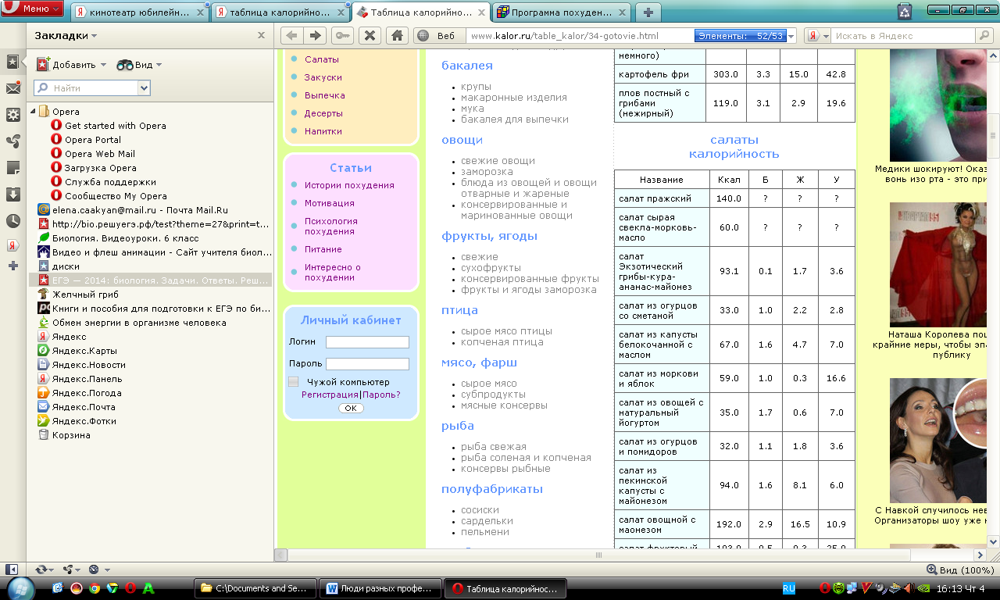 Меню
кинотеатр юбилейн...
таблица калорийно...
Таблица калорийно...
Программа похуден...
Закладки
Веб
www.kalor.ru/table_kalor/34-gotovie.html
Элементы: 52/53
Искать в Яндекс
Добавить
Вид
Найти
Opera
Get started with Opera
Opera Portal
Opera Web Mail
Загрузка Opera
Служба поддержки
Сообщество My Opera
elena.caakyan@mail.ru - Почта Mail.Ru
http://bio.решуегэ.рф/test?theme=27&print=t...
Биология. Видеоуроки. 6 класс
Видео и флеш анимации - Сайт учителя биол...
диски
ЕГЭ — 2014: биология. Задачи. Ответы. Реш...
Желчный гриб
Книги и пособия для подготовки к ЕГЭ по би...
Обмен энергии в организме человека
Яндекс
Яндекс.Карты
Яндекс.Новости
Яндекс.Панель
Яндекс.Погода
Яндекс.Почта
Яндекс.Фотки
Корзина
Салаты
Закуски
Выпечка
Десерты
Напитки
Статьи
Истории похудения
Мотивация
Психология
похудения
Питание
Интересно о
похудении
Личный кабинет
Логин
Пароль
Чужой компьютер
Регистрация|Пароль?
OK
бакалея
крупы
макаронные изделия
мука
бакалея для выпечки
овощи
свежие овощи
заморозка
блюда из овощей и овощи
отварные и жареные
консервированные и
маринованные овощи
фрукты, ягоды
свежие
сухофрукты
консервированные фрукты
фрукты и ягоды заморозка
птица
сырое мясо птицы
копченая птица
мясо, фарш
сырое мясо
субпродукты
мясные консервы
рыба
рыба свежая
рыба соленая и копченая
консервы рыбные
полуфабрикаты
сосиски
сардельки
пельмени
немного)
картофель фри 303.0 3.3 15.0 42.8
плов постный с
грибами 119.0 3.1 2.9 19.6
(нежирный)
салаты
калорийность
Название Ккал Б Ж У
салат пражский 140.0 ? ? ?
салат сырая
свекла-морковь- 60.0 ? ? ?
масло
салат
Экзотический
грибы-кура- 93.1 0.1 1.7 3.6
ананас-майонез
салат из огурцов
со сметаной 33.0 1.0 2.2 2.8
салат из капусты
белокочанной с 67.0 1.6 4.7 7.0
маслом
салат из моркови
и яблок 59.0 1.0 0.3 16.6
салат из овощей с
натуральный 35.0 1.7 0.6 7.0
йогуртом
салат из огурцов
и помидоров 32.0 1.1 1.8 3.6
салат из
пекинской
капусты с 94.0 1.6 8.1 6.0
майонезом
салат овощной с
маонезом 192.0 2.9 16.5 10.9
Медики шокируют! Оказ
вонь изо рта - это при
Наташа Королева пош
крайние меры, чтобы эпа
публику
С Навкой случилось нев
Организаторы шоу уже н
Вид (100%)
C:\Documents and Se...
Люди разных профе...
Таблица калорийнос...
RU
16:13 Чт 4